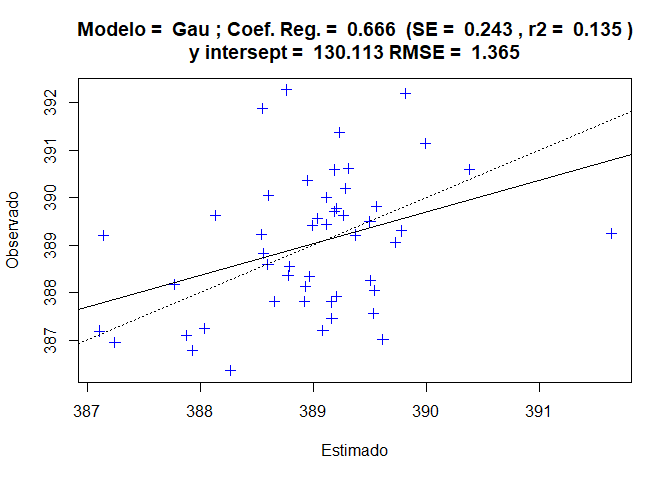 Modelo = Gau ; Coef. Reg. = 0.666 (SE = 0.243 , r2 = 0.135 )
y intersept = 130.113 RMSE = 1.365
392
391
390
389
388
387
Observado
387 388 389 390 391
Estimado